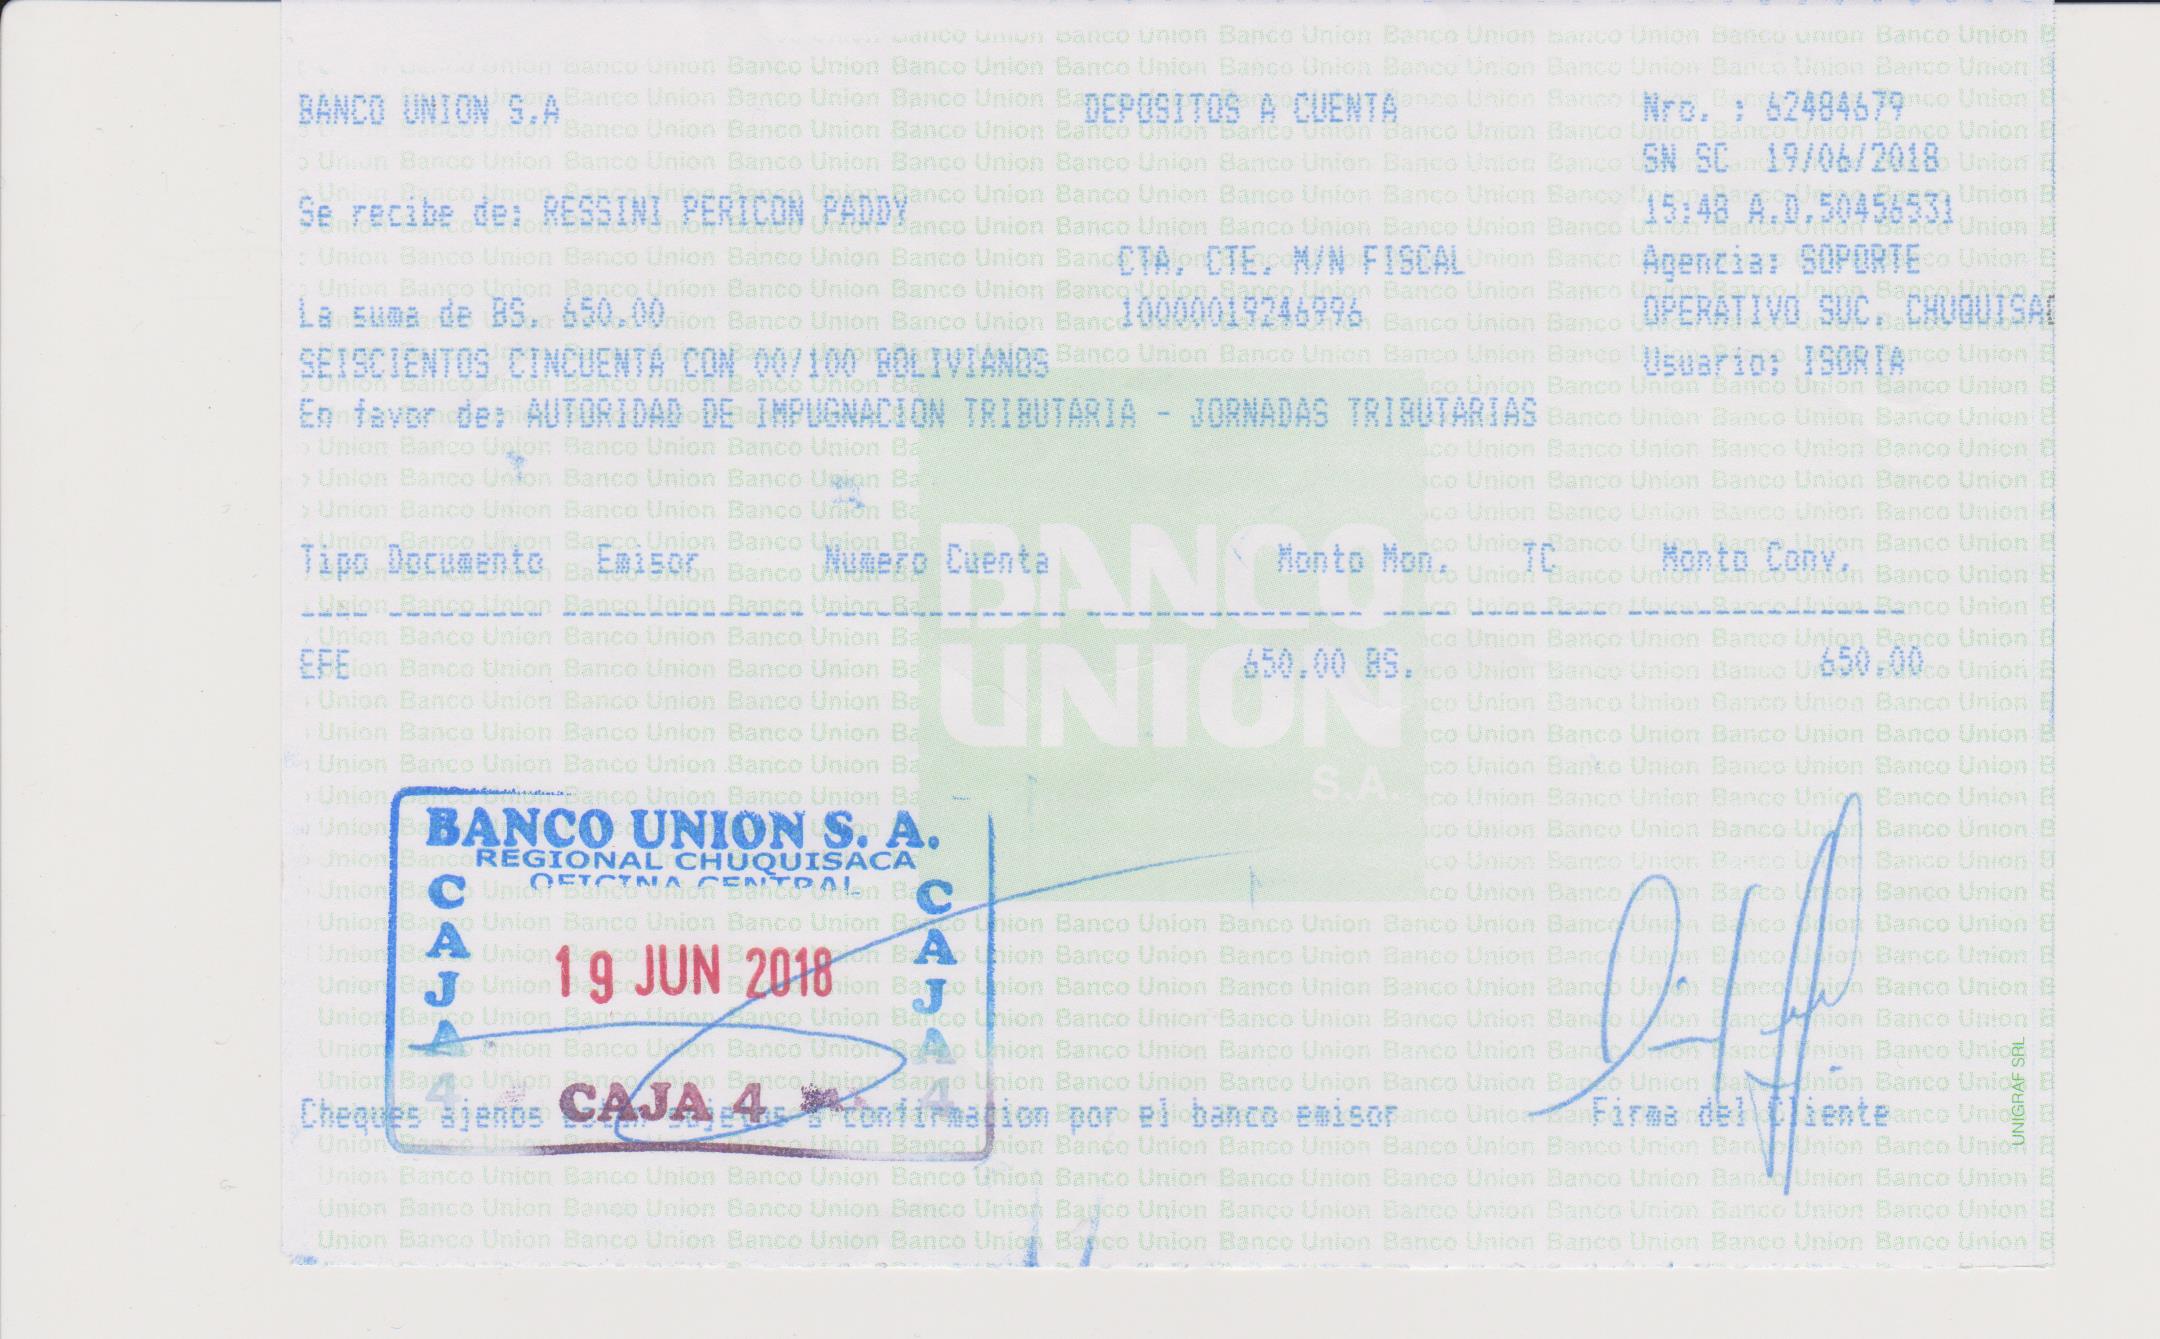 BANCO UNION S.A DEPOSITOS A CUENTA Nro. : 62484679
SN SC 19/06/2018
Se recibe de: REGSINI PERICON PADDY 15:48 A.D.50456531
CTA. CTE. M/N FISCAL Agencia: SOPORTE
La suma de BS. 650.00 10000019246996 OPERATIVO SUC. CHUQUISA
SEISCIENTOS CINCUENTA CON 00/100 BOLIVIANOS Usuario: ISORIA
En favor de: AUTORIDAD DE IMPUGNACION TRIBUTARIA - JORNADAS TRIBUTARIAS
Tipo Documento Emisor Numero Cuenta Monto Mon. TC Monto Conv.
EFE 650.00 BS. 650.00
BANCO
UNION
S.A.
BANCO UNION S. A.
REGIONAL CHUQUISACA
OFICINA CENTRAL
CAJA 4 CAJA 4
19 JUN 2018
CAJA 4
Cheques ajenos estan sujetos a confirmacion por el banco emisor Firma del Cliente
UNIGRAF SRL